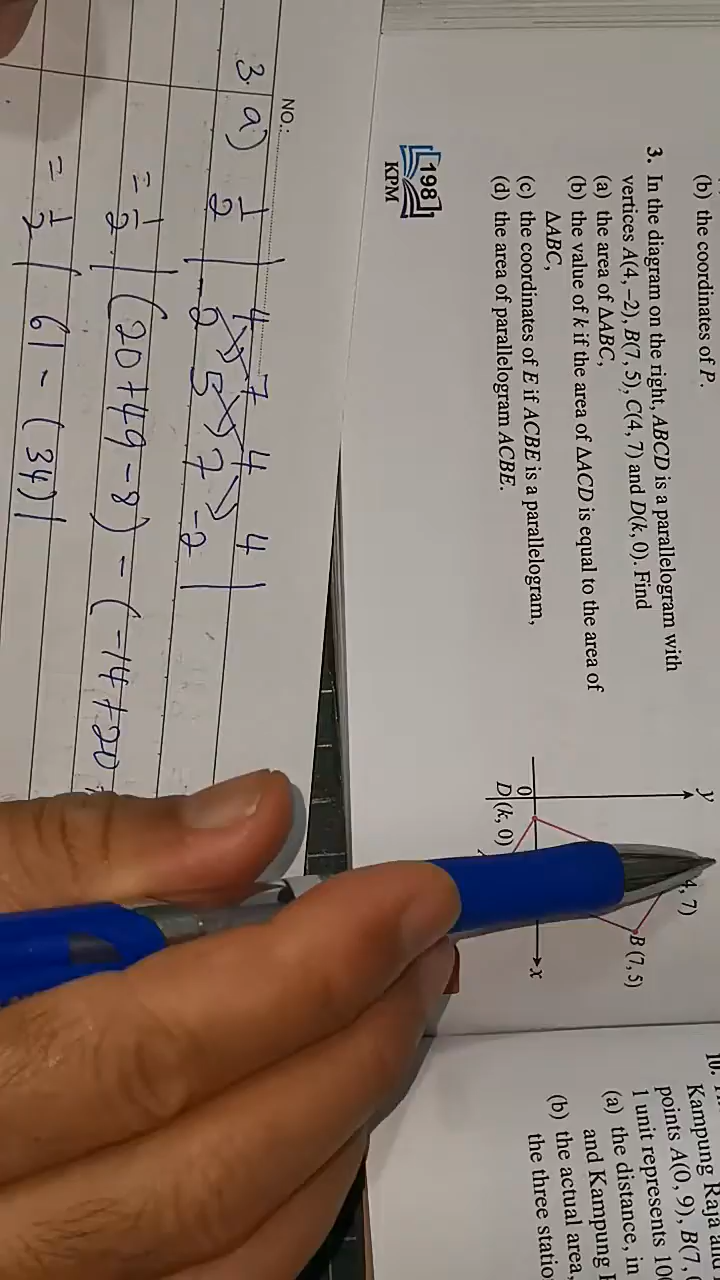 (b) the coordinates of P.
3. In the diagram on the right, ABCD is a parallelogram with
vertices A(4, −2), B(7, 5), C(4, 7) and D(k, 0). Find
(a) the area of ΔABC,
(b) the value of k if the area of ΔACD is equal to the area of
ΔABC,
(c) the coordinates of E if ACBE is a parallelogram,
(d) the area of parallelogram ACBE.
198
KPM
y
4, 7)
B (7, 5)
0
x
D(k, 0)
10.
Kampung Raja and
points A(0, 9), B(7,
1 unit represents 10
(a) the distance, in
and Kampung
(b) the actual area
the three statio
NO.:
3. a) 1/2 | 4 7 4 4
-2 5 7 -2 |
= 1/2 | (20+49-8) - (-14+20+
= 1/2 | 61 - (34) |